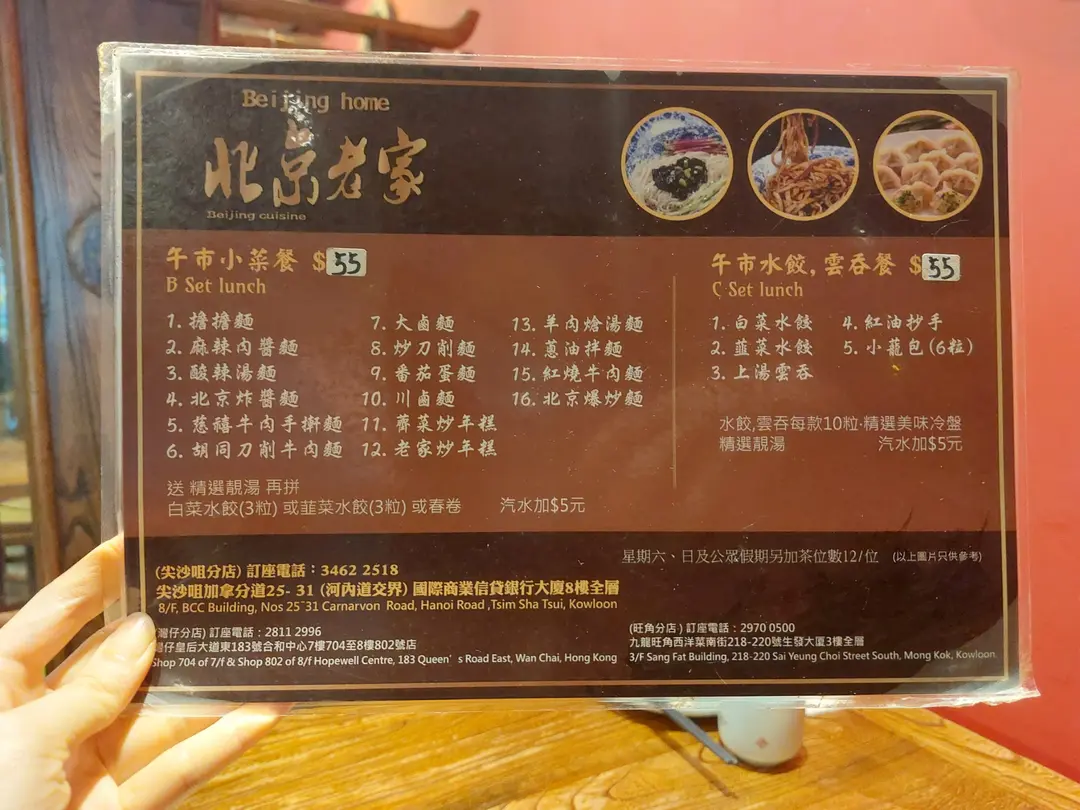 Beijing home
北京老家
Beijing cuisine
午市小菜餐 $55
B Set lunch
1. 擔擔麵
2. 麻辣肉醬麵
3. 酸辣湯麵
4. 北京炸醬麵
5. 慈禧牛肉手擀麵
6. 胡同刀削牛肉麵
7. 大鹵麵
8. 炒刀削麵
9. 番茄蛋麵
10. 川鹵麵
11. 薺菜炒年糕
12. 老家炒年糕
13. 羊肉燴湯麵
14. 蔥油拌麵
15. 紅燒牛肉麵
16. 北京爆炒麵
送 精選靚湯 再拼
白菜水餃(3粒) 或韮菜水餃(3粒) 或春卷 汽水加$5元
午市水餃, 雲吞餐 $55
C Set lunch
1. 白菜水餃
2. 韮菜水餃
3. 上湯雲吞
4. 紅油抄手
5. 小籠包(6粒)
水餃,雲吞每款10粒·精選美味冷盤
精選靚湯 汽水加$5元
星期六、日及公眾假期另加茶位數12/位 (以上圖片只供參考)
(尖沙咀分店) 訂座電話：3462 2518
尖沙咀加拿分道25- 31 (河內道交界) 國際商業信貸銀行大廈8樓全層
8/F, BCC Building, Nos 25~31 Carnarvon Road, Hanoi Road ,Tsim Sha Tsui, Kowloon
灣仔分店) 訂座電話：2811 2996
灣仔皇后大道東183號合和中心7樓704至8樓802號店
Shop 704 of 7/f & Shop 802 of 8/f Hopewell Centre, 183 Queen's Road East, Wan Chai, Hong Kong
(旺角分店 ) 訂座電話：2970 0500
九龍旺角西洋菜南街218-220號生發大厦3樓全層
3/F Sang Fat Building, 218-220 Sai Yeung Choi Street South, Mong Kok, Kowloon.